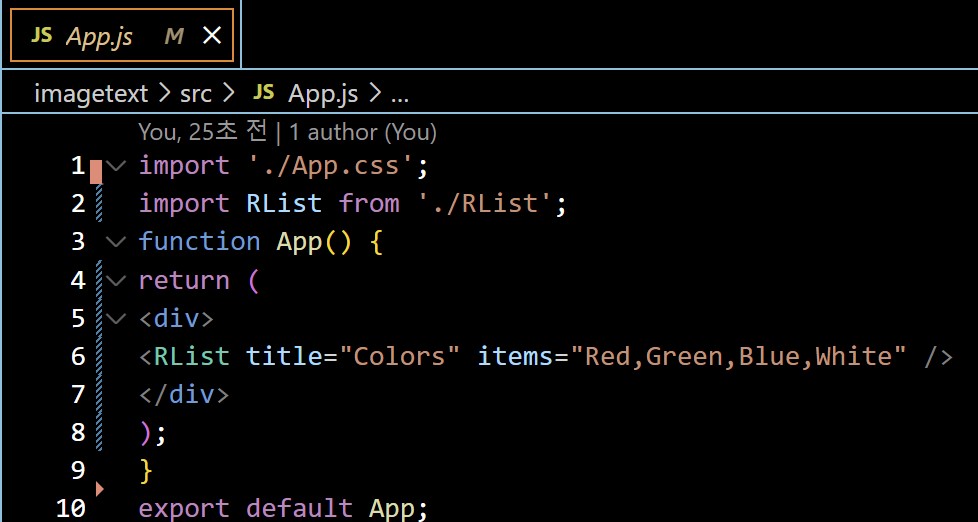 JS App.js M
imagetext > src > JS App.js > ...
You, 25초 전 | 1 author (You)
1 import './App.css';
2 import RList from './RList';
3 function App() {
4 return (
5 <div>
6 <RList title="Colors" items="Red,Green,Blue,White" />
7 </div>
8 );
9 }
10 export default App;